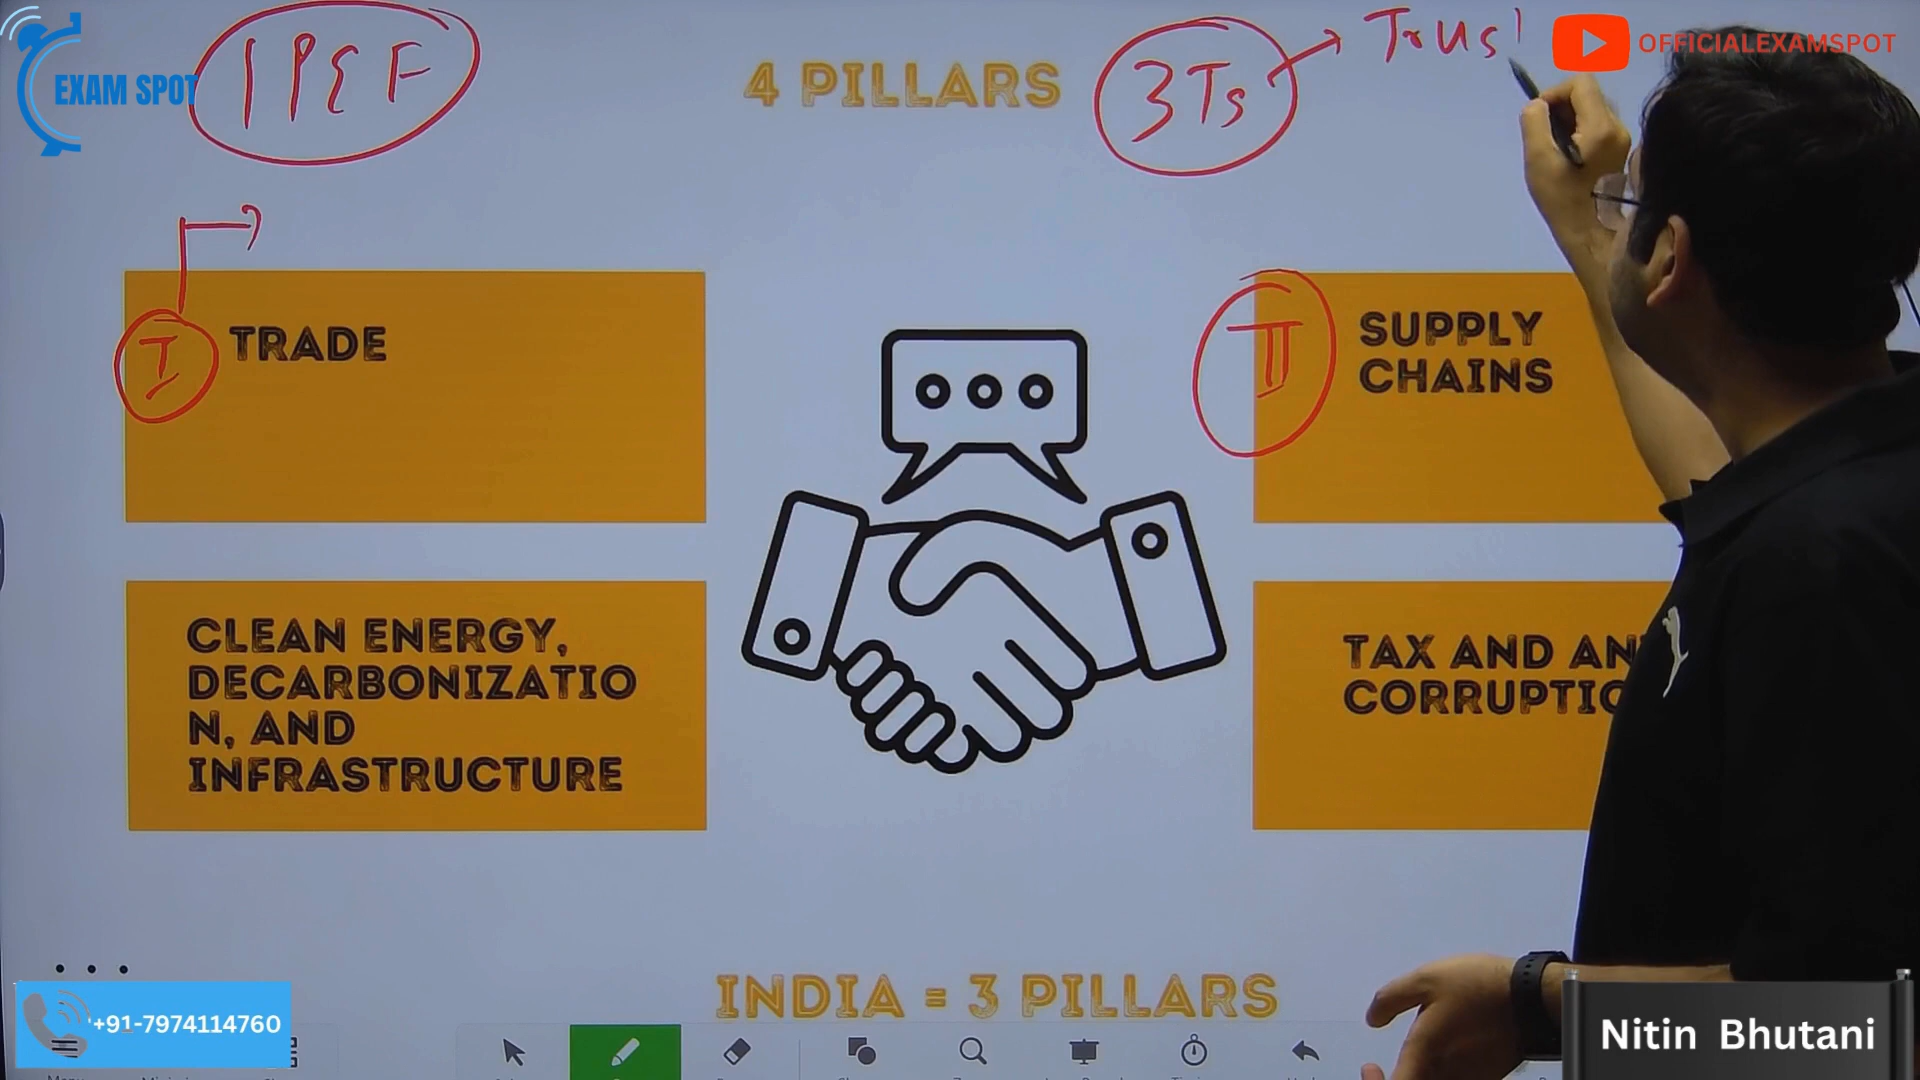 EXAM SPOT
IPEF
4 PILLARS
3Ts
Trust
OFFICIALEXAMSPOT
I
TRADE
II
SUPPLY
CHAINS
CLEAN ENERGY,
DECARBONIZATIO
N, AND
INFRASTRUCTURE
TAX AND AN
CORRUPTIO
INDIA = 3 PILLARS
+91-7974114760
Nitin Bhutani